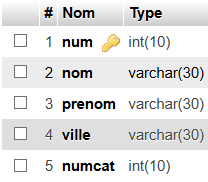 # Nom Type
1 num int(10)
2 nom varchar(30)
3 prenom varchar(30)
4 ville varchar(30)
5 numcat int(10)